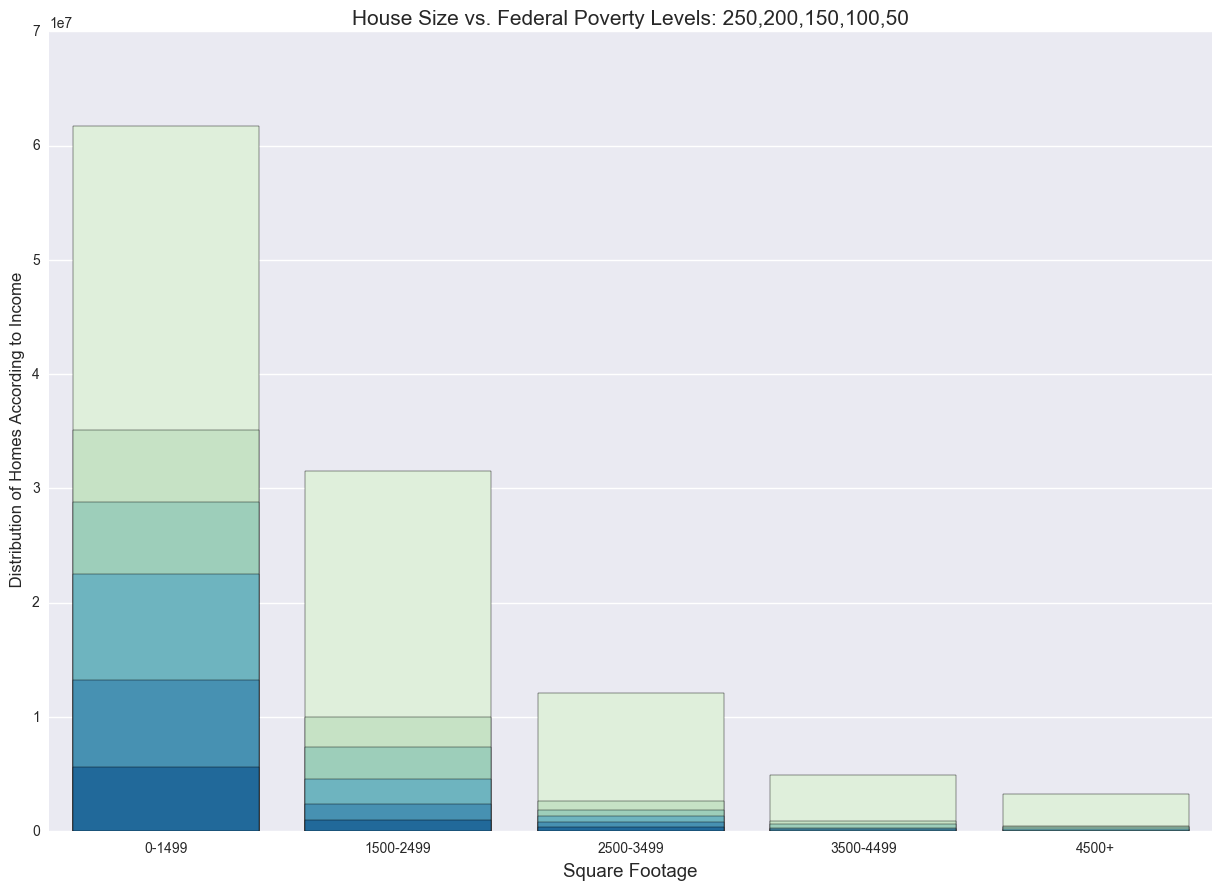 House Size vs. Federal Poverty Levels: 250,200,150,100,50
1e7
7
6
5
4
3
2
1
0
Distribution of Homes According to Income
0-1499 1500-2499 2500-3499 3500-4499 4500+
Square Footage